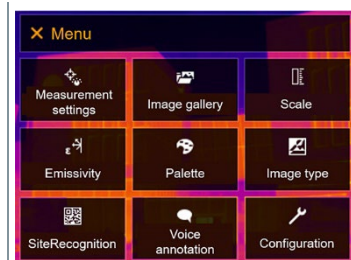 Menu
Measurement
settings
Image gallery
Scale
Emissivity
Palette
Image type
SiteRecognition
Voice
annotation
Configuration